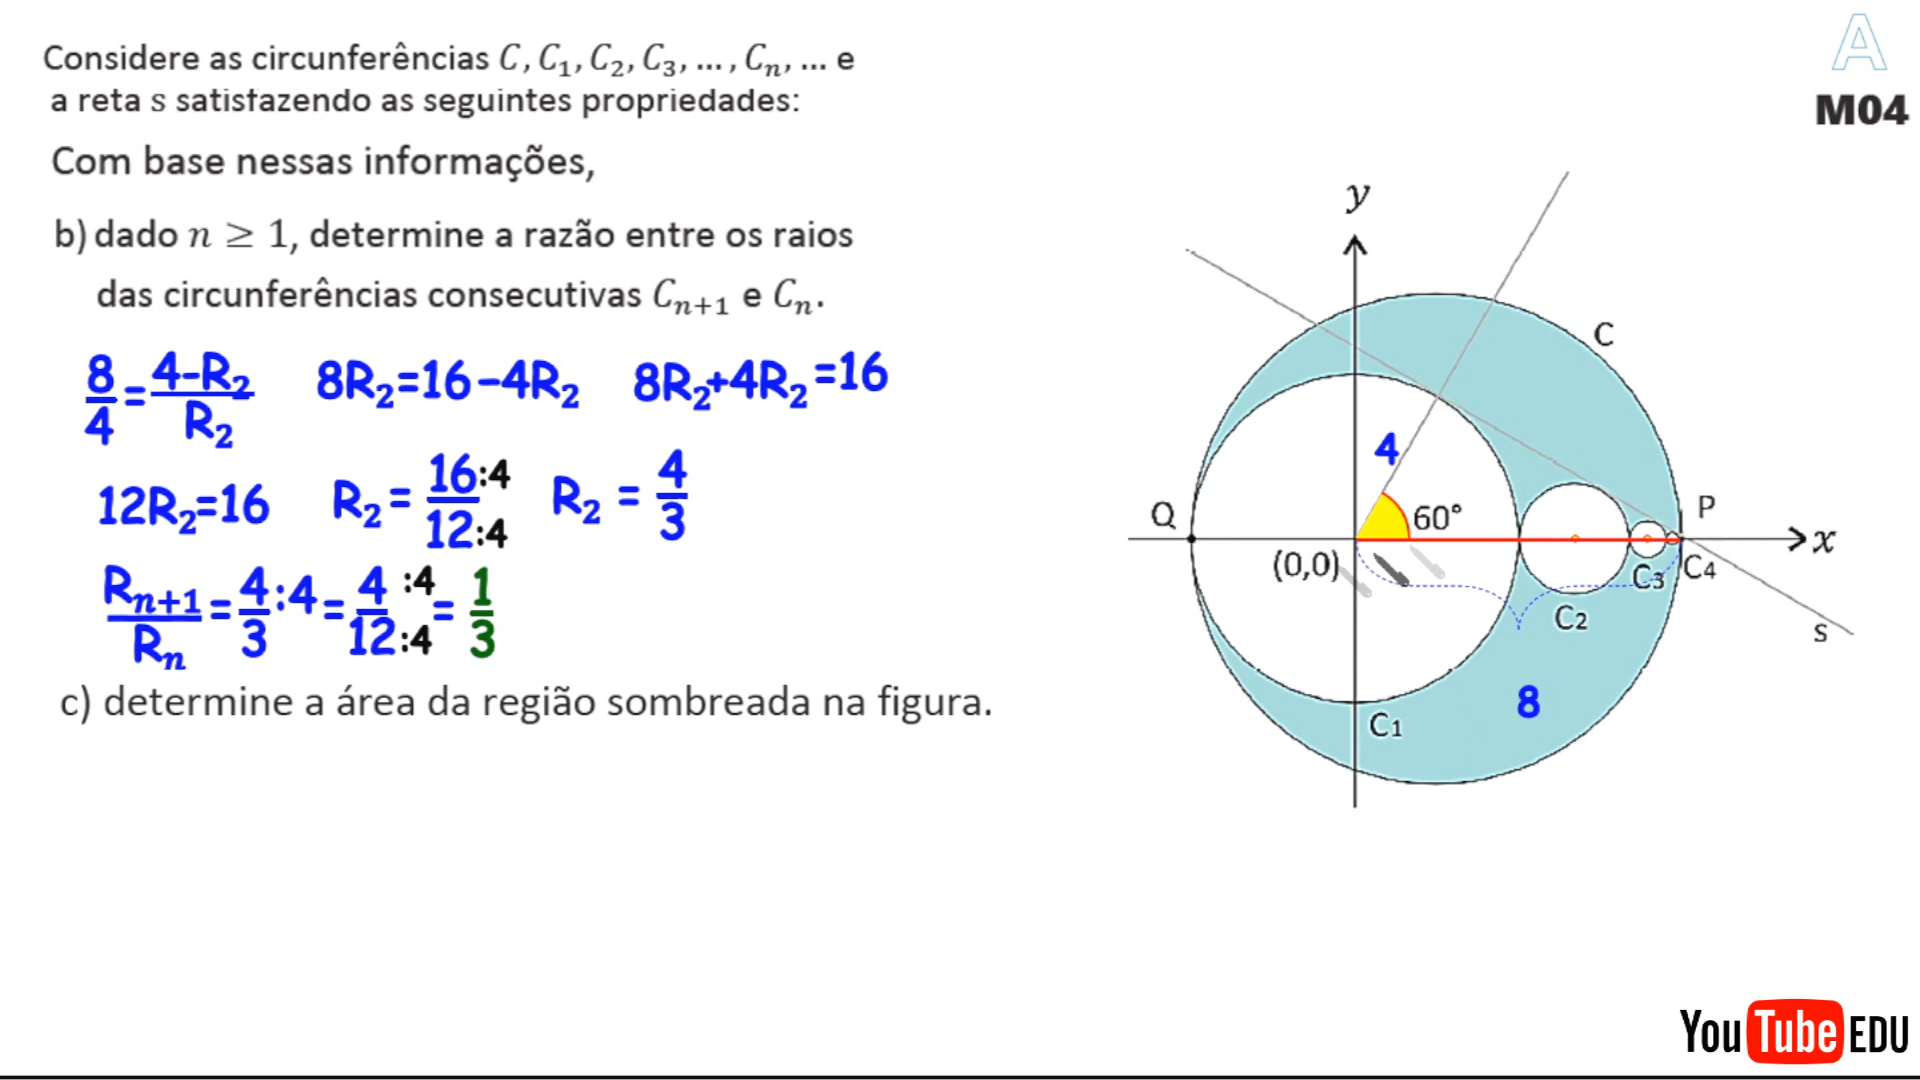 Considere as circunferências C, C₁, C₂, C₃, ..., Cₙ, ... e
a reta s satisfazendo as seguintes propriedades:
Com base nessas informações,
b) dado n ≥ 1, determine a razão entre os raios
das circunferências consecutivas Cₙ₊₁ e Cₙ.
8/4 = 4-R₂/R₂ 8R₂=16-4R₂ 8R₂+4R₂=16
12R₂=16 R₂ = 16:4/12:4 R₂ = 4/3
Rₙ₊₁/Rₙ = 4/3 :4 = 4 :4/12 :4 = 1/3
c) determine a área da região sombreada na figura.
A
M04
y
C
4
Q
60°
P
x
(0,0)
C3
C4
C2
s
8
C1
YouTube EDU